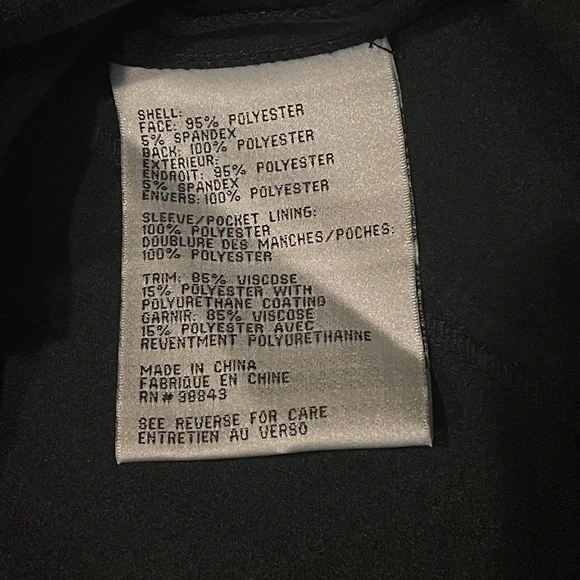 SHELL:
FACE: 95% POLYESTER
5% SPANDEX
BACK: 100% POLYESTER
EXTERIEUR:
ENDROIT: 95% POLYESTER
5% SPANDEX
ENVERS: 100% POLYESTER
SLEEVE/POCKET LINING:
100% POLYESTER
DOUBLURE DES MANCHES/POCHES:
100% POLYESTER
TRIM: 85% VISCOSE
15% POLYESTER WITH
POLYURETHANE COATING
GARNIR: 85% VISCOSE
15% POLYESTER AVEC
REVENTMENT POLYURETHANNE
MADE IN CHINA
FABRIQUE EN CHINE
RN# 38843
SEE REVERSE FOR CARE
ENTRETIEN AU VERSO